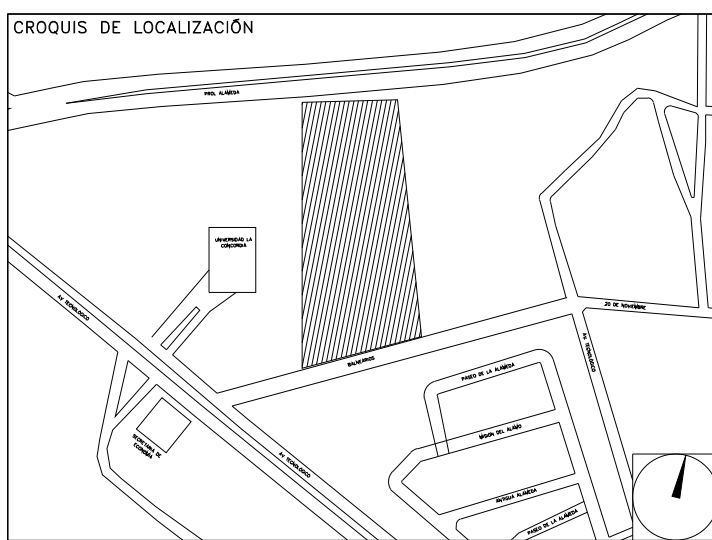 CROQUIS DE LOCALIZACIÓN
PROL ALAMEDA
UNIVERSIDAD LA
CONCORDIA
AV TECNOLOGICO
20 DE NOVIEMBRE
BALNEARIOS
AV TECNOLOGICO
PASEO DE LA ALAMEDA
MISION DEL ALAMO
SECRETARIA DE
ECONOMIA
AV TECNOLOGICO
ANTIGUA ALAMEDA
PASEO DE LA ALAMEDA